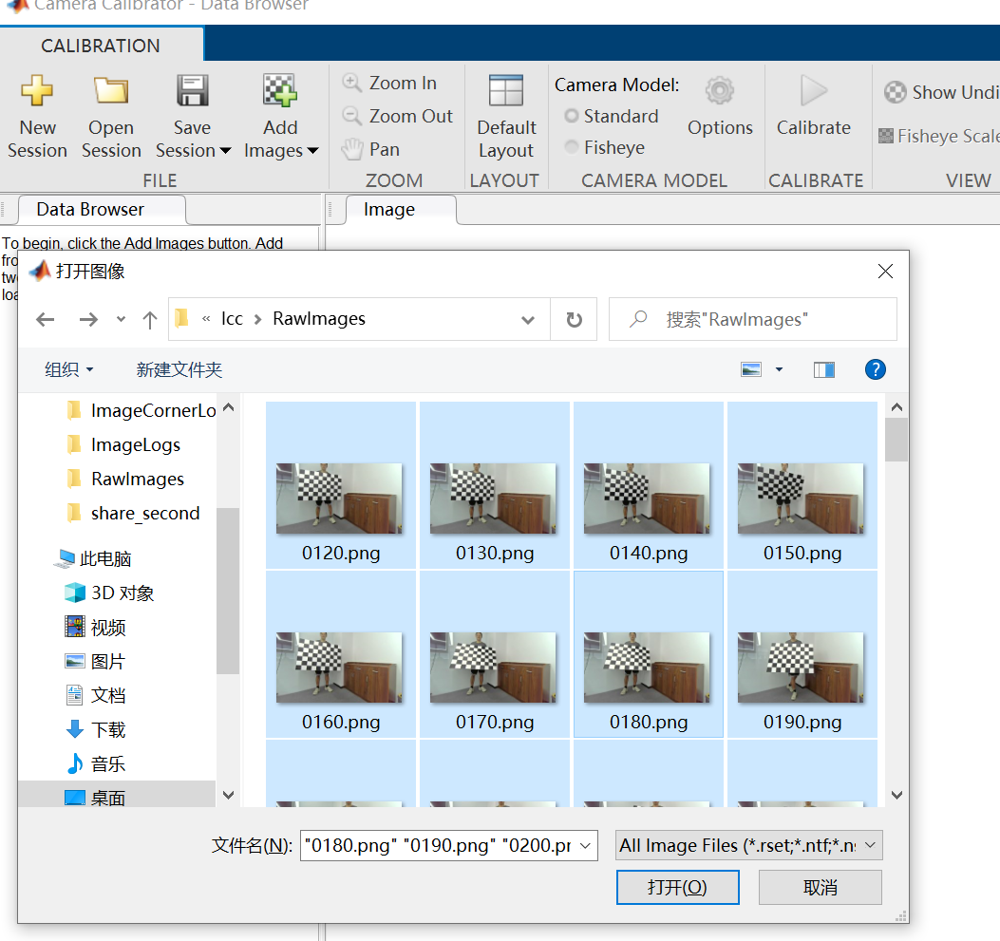 Camera Calibrator - Data Browser
CALIBRATION
New Session
Open Session
Save Session
Add Images
Zoom In
Zoom Out
Pan
Default Layout
Camera Model:
Standard
Fisheye
Options
Calibrate
Show Undi
Fisheye Scale
FILE
ZOOM
LAYOUT
CAMERA MODEL
CALIBRATE
VIEW
Data Browser
Image
To begin, click the Add Images button. Add
fro
two
loa
打开图像
« lcc › RawImages
搜索"RawImages"
组织
新建文件夹
ImageCornerLo
ImageLogs
RawImages
share_second
此电脑
3D 对象
视频
图片
文档
下载
音乐
桌面
0120.png
0130.png
0140.png
0150.png
0160.png
0170.png
0180.png
0190.png
文件名(N):
"0180.png" "0190.png" "0200.pr
All Image Files (*.rset;*.ntf;*.ns
打开(O)
取消